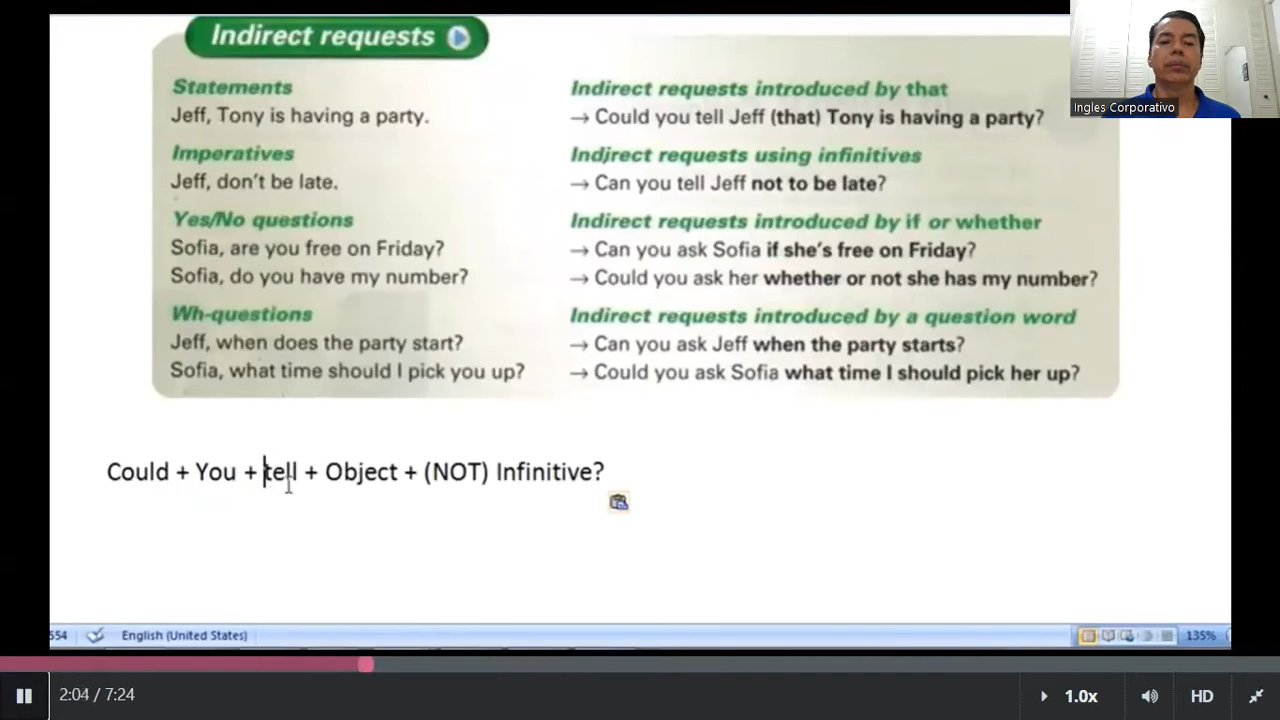 Indirect requests
Ingles Corporativo
Statements
Jeff, Tony is having a party.
Indirect requests introduced by that
→ Could you tell Jeff (that) Tony is having a party?
Imperatives
Jeff, don't be late.
Indirect requests using infinitives
→ Can you tell Jeff not to be late?
Yes/No questions
Sofia, are you free on Friday?
Sofia, do you have my number?
Indirect requests introduced by if or whether
→ Can you ask Sofia if she's free on Friday?
→ Could you ask her whether or not she has my number?
Wh-questions
Jeff, when does the party start?
Sofia, what time should I pick you up?
Indirect requests introduced by a question word
→ Can you ask Jeff when the party starts?
→ Could you ask Sofia what time I should pick her up?
Could + You + tell + Object + (NOT) Infinitive?
554 English (United States) 135%
2:04 / 7:24 1.0x HD